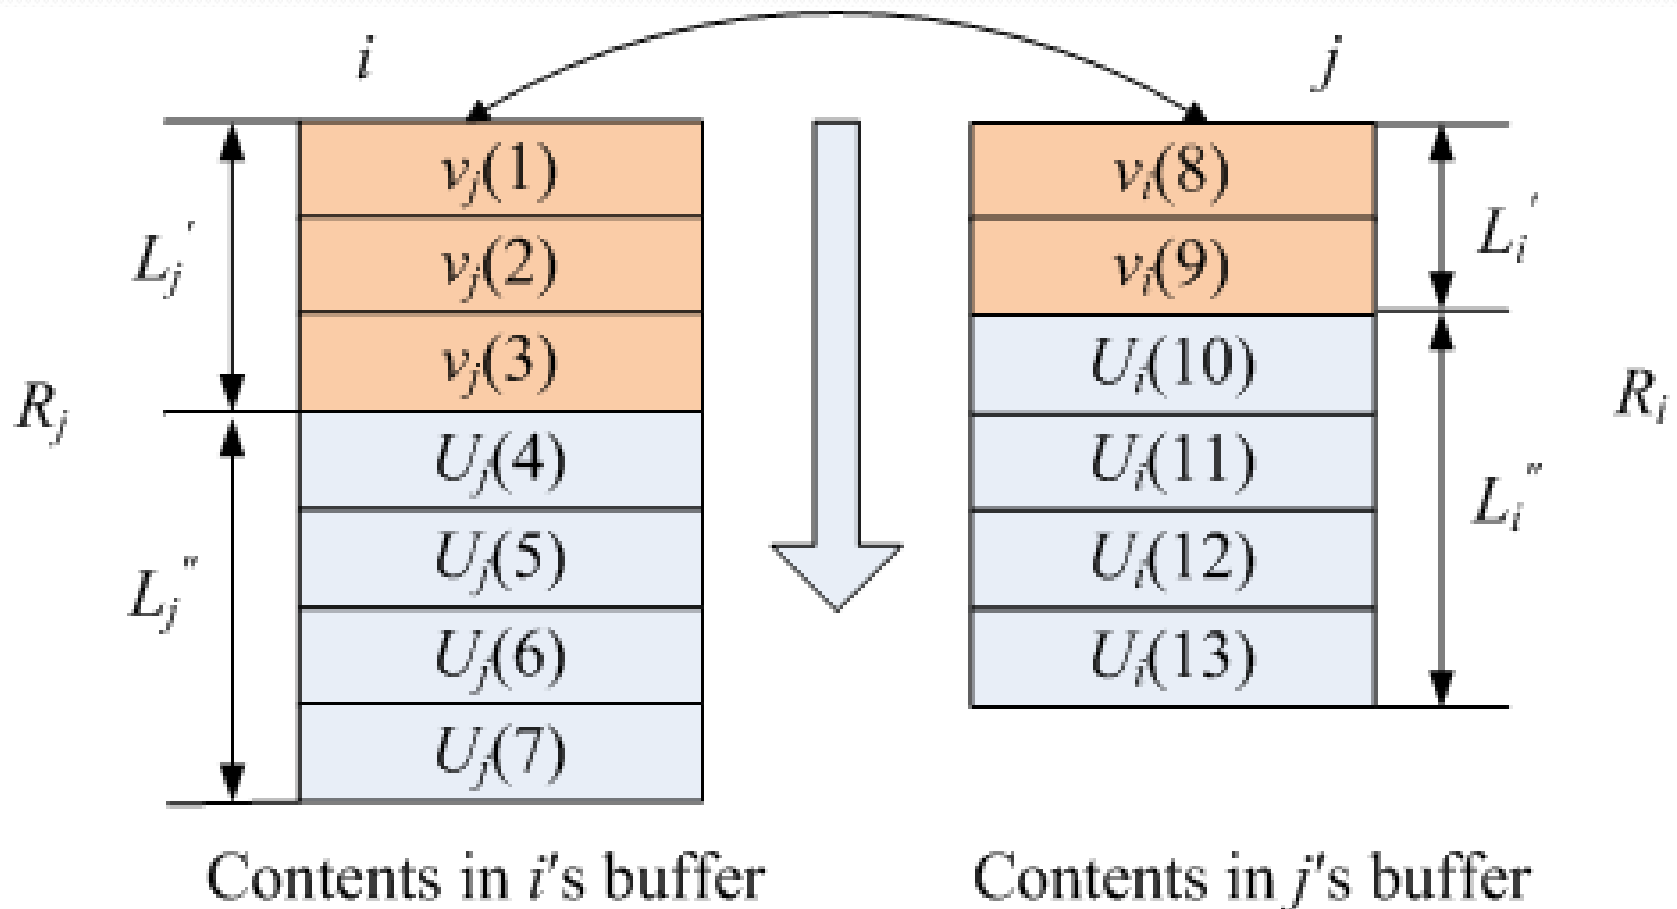 i
j
v_j(1)
v_j(2)
v_j(3)
U_j(4)
U_j(5)
U_j(6)
U_j(7)
L_j'
L_j"
R_j
v_i(8)
v_i(9)
U_i(10)
U_i(11)
U_i(12)
U_i(13)
L_i'
L_i"
R_i
Contents in i's buffer
Contents in j's buffer